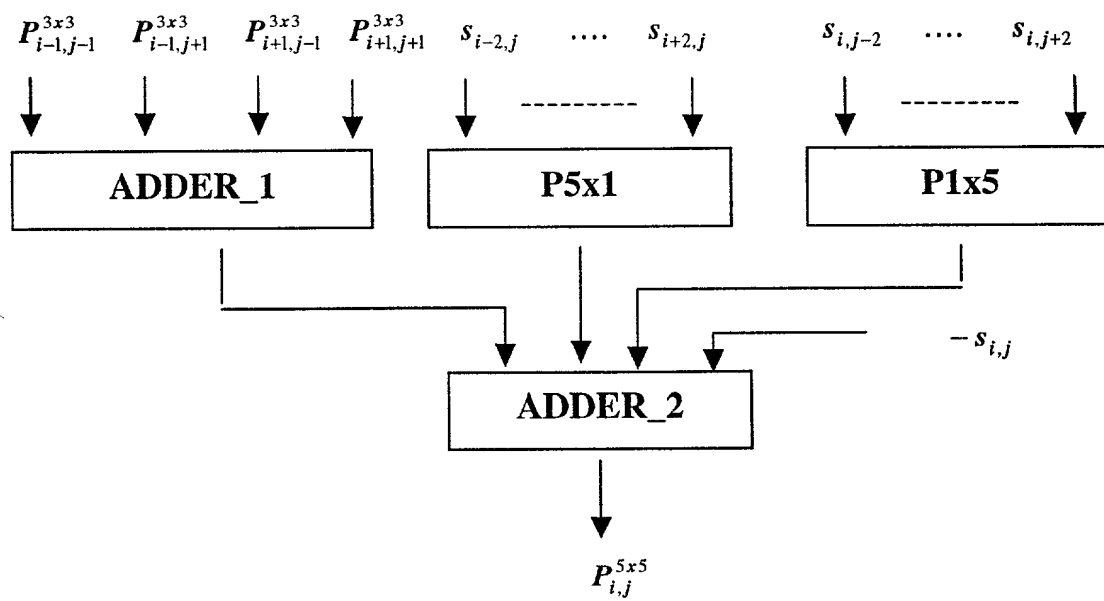 P^{3x3}_{i-1,j-1} P^{3x3}_{i-1,j+1} P^{3x3}_{i+1,j-1} P^{3x3}_{i+1,j+1} s_{i-2,j} .... s_{i+2,j} s_{i,j-2} .... s_{i,j+2}
ADDER_1 P5x1 P1x5
- s_{i,j}
ADDER_2
P^{5x5}_{i,j}